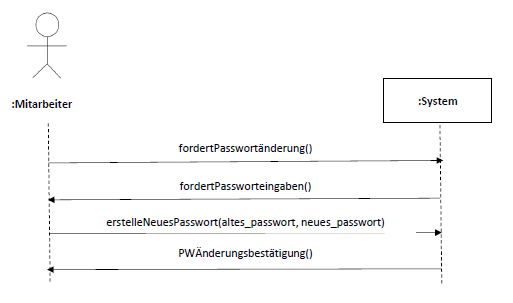 :Mitarbeiter
:System
fordertPasswortänderung()
fordertPassworteingaben()
erstelleNeuesPasswort(altes_passwort, neues_passwort)
PWÄnderungsbestätigung()